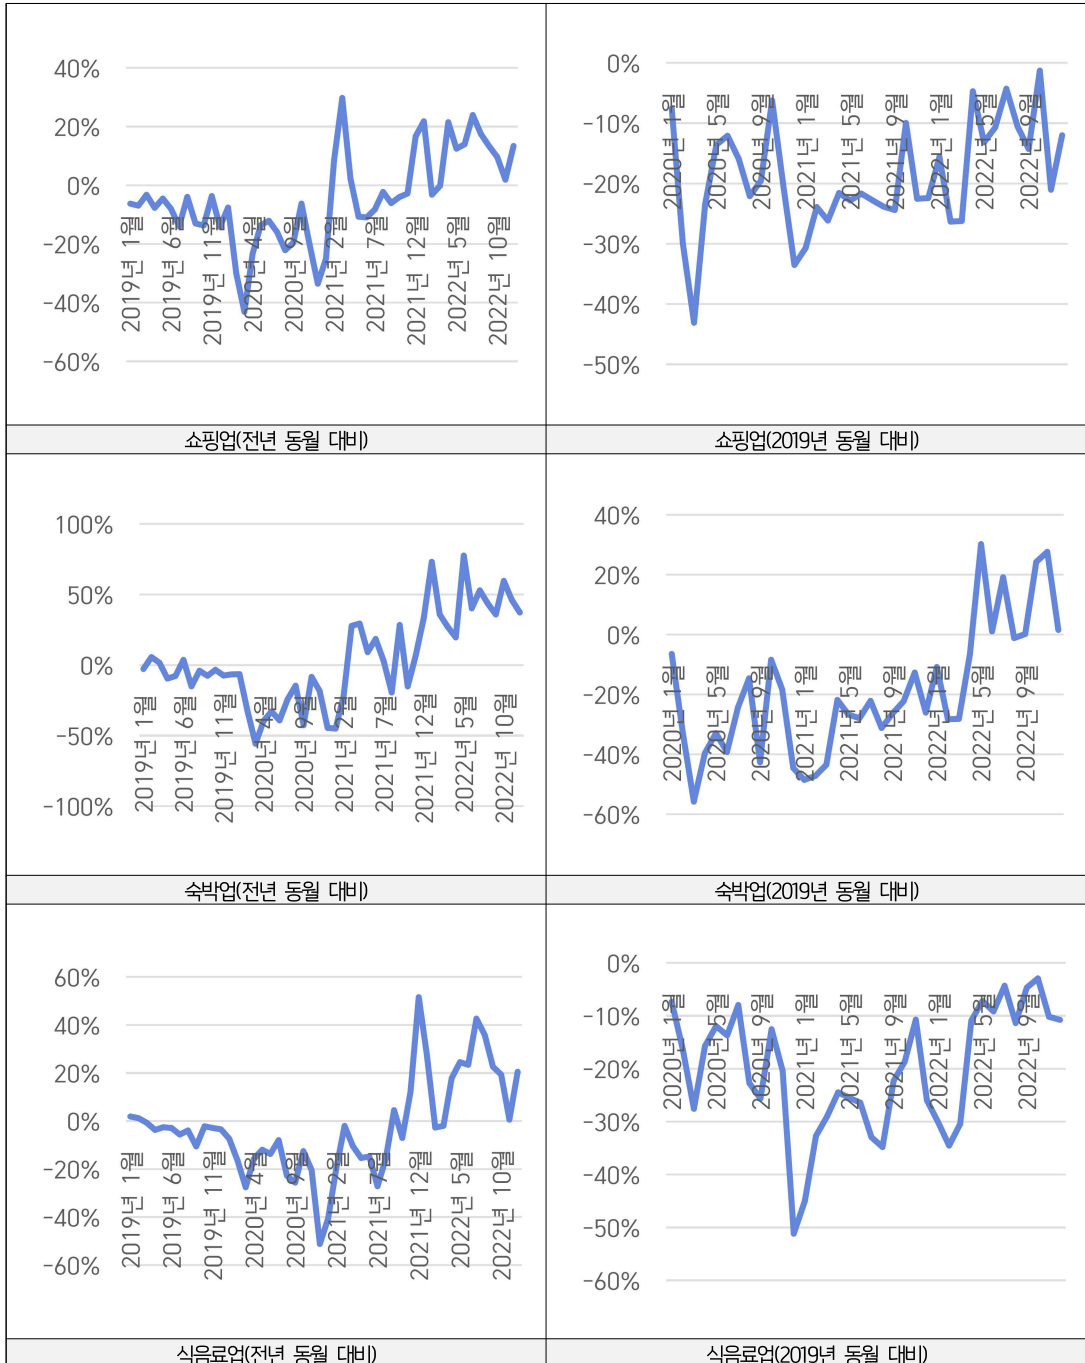 40%
20%
0%
-20%
-40%
-60%
2019년 1월
2019년 6월
2019년 11월
2020년 4월
2020년 9월
2021년 2월
2021년 7월
2021년 12월
2022년 5월
2022년 10월
쇼핑업(전년 동월 대비)
0%
-10%
-20%
-30%
-40%
-50%
2020년 1월
2020년 5월
2020년 9월
2021년 1월
2021년 5월
2021년 9월
2022년 1월
2022년 5월
2022년 9월
쇼핑업(2019년 동월 대비)
100%
50%
0%
-50%
-100%
2019년 1월
2019년 6월
2019년 11월
2020년 4월
2020년 9월
2021년 2월
2021년 7월
2021년 12월
2022년 5월
2022년 10월
숙박업(전년 동월 대비)
40%
20%
0%
-20%
-40%
-60%
2020년 1월
2020년 5월
2020년 9월
2021년 1월
2021년 5월
2021년 9월
2022년 1월
2022년 5월
2022년 9월
숙박업(2019년 동월 대비)
60%
40%
20%
0%
-20%
-40%
-60%
2019년 1월
2019년 6월
2019년 11월
2020년 4월
2020년 9월
2021년 2월
2021년 7월
2021년 12월
2022년 5월
2022년 10월
식음료업(전년 동월 대비)
0%
-10%
-20%
-30%
-40%
-50%
-60%
2020년 1월
2020년 5월
2020년 9월
2021년 1월
2021년 5월
2021년 9월
2022년 1월
2022년 5월
2022년 9월
식음료업(2019년 동월 대비)